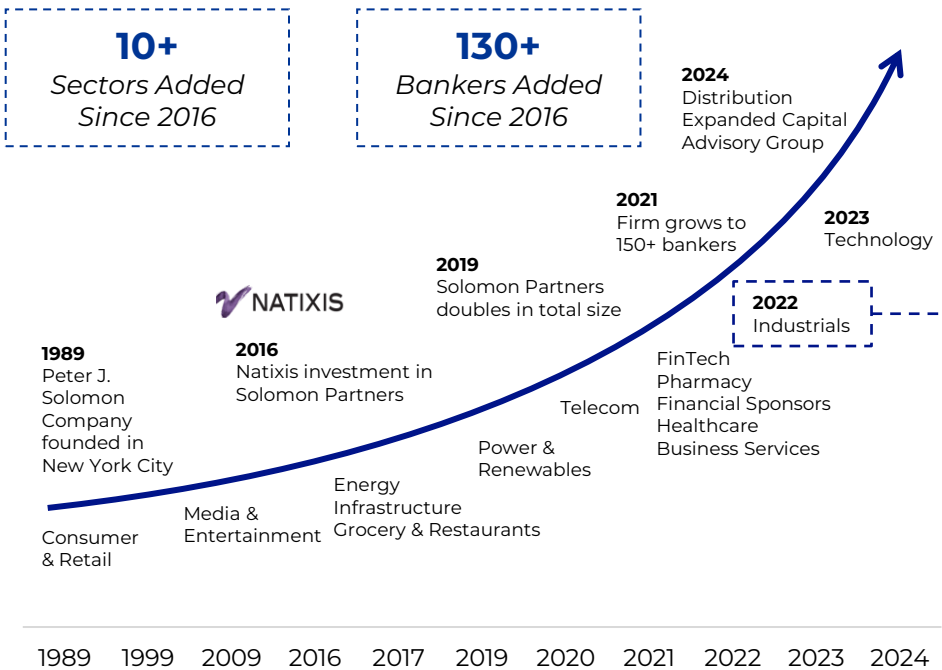 10+
Sectors Added
Since 2016
130+
Bankers Added
Since 2016
2024
Distribution
Expanded Capital
Advisory Group
2021
Firm grows to
150+ bankers
2023
Technology
2019
Solomon Partners
doubles in total size
NATIXIS
2022
Industrials
1989
Peter J.
Solomon
Company
founded in
New York City
2016
Natixis investment in
Solomon Partners
FinTech
Pharmacy
Financial Sponsors
Healthcare
Business Services
Telecom
Power &
Renewables
Energy
Infrastructure
Grocery & Restaurants
Media &
Entertainment
Consumer
& Retail
1989 1999 2009 2016 2017 2019 2020 2021 2022 2023 2024